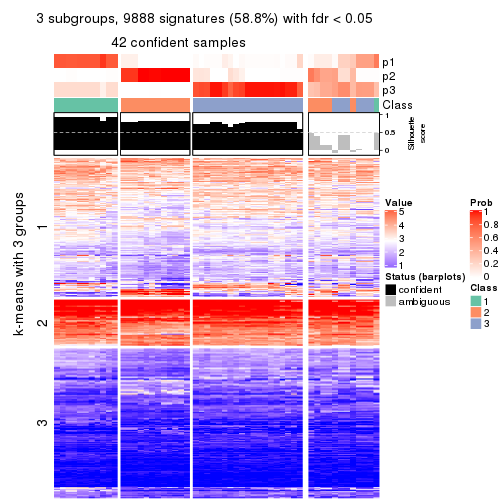 3 subgroups, 9888 signatures (58.8%) with fdr < 0.05
42 confident samples
p1
p2
p3
Class
1
0.5
0
Silhouette
score
k-means with 3 groups
1
2
3
Value
5
4
3
2
1
Status (barplots)
confident
ambiguous
Prob
1
0.8
0.6
0.4
0.2
0
Class
1
2
3